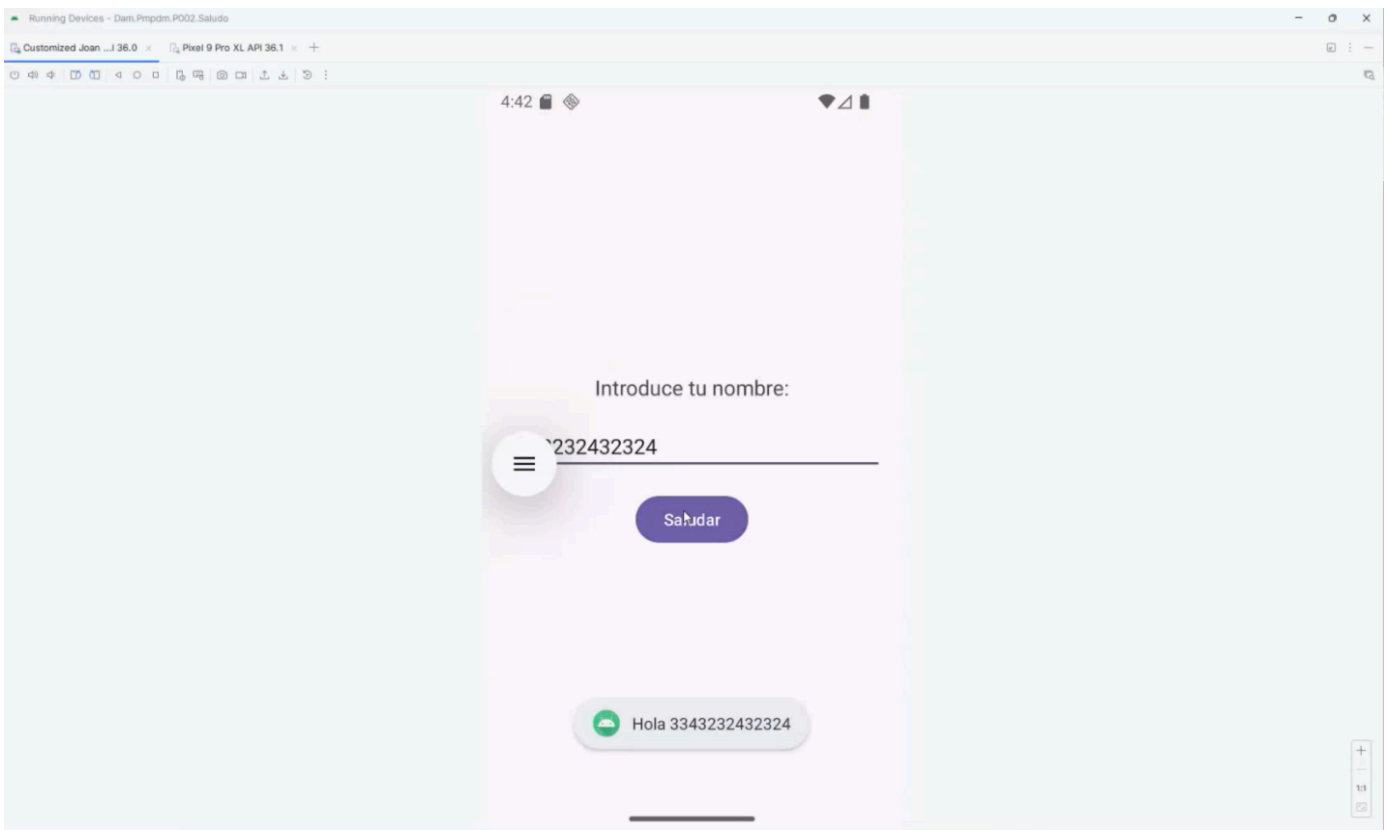 Running Devices - Dam.Pmpdm.P002.Saludo
Customized Joan ...I 36.0
Pixel 9 Pro XL API 36.1
4:42
Introduce tu nombre:
232432324
Saludar
Hola 3343232432324
1:1